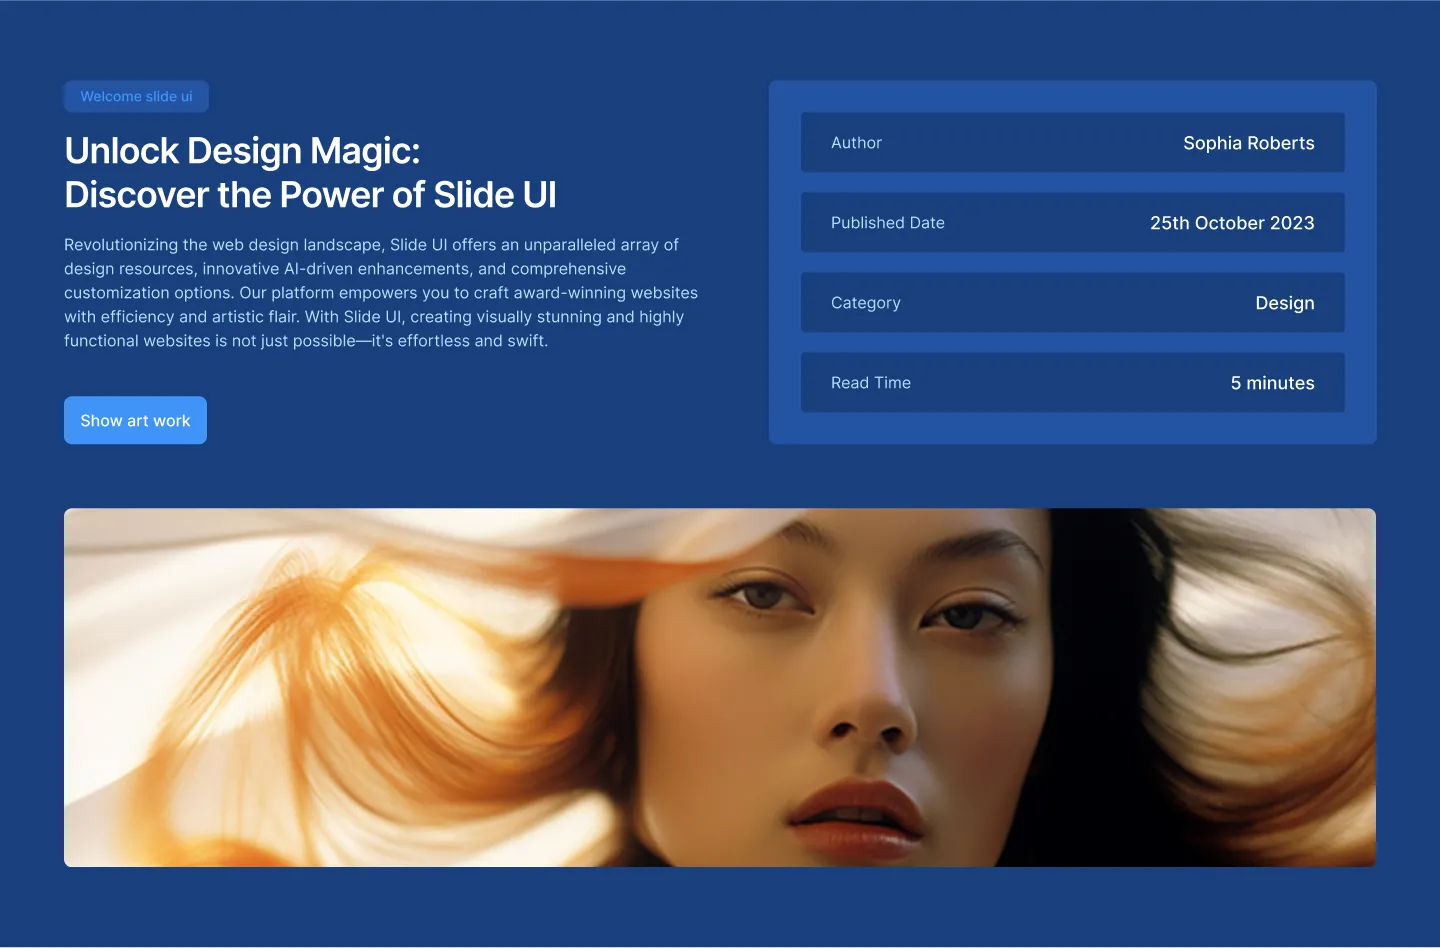 Welcome slide ui
Unlock Design Magic:
Discover the Power of Slide UI
Revolutionizing the web design landscape, Slide UI offers an unparalleled array of
design resources, innovative AI-driven enhancements, and comprehensive
customization options. Our platform empowers you to craft award-winning websites
with efficiency and artistic flair. With Slide UI, creating visually stunning and highly
functional websites is not just possible—it's effortless and swift.
Show art work
Author Sophia Roberts
Published Date 25th October 2023
Category Design
Read Time 5 minutes